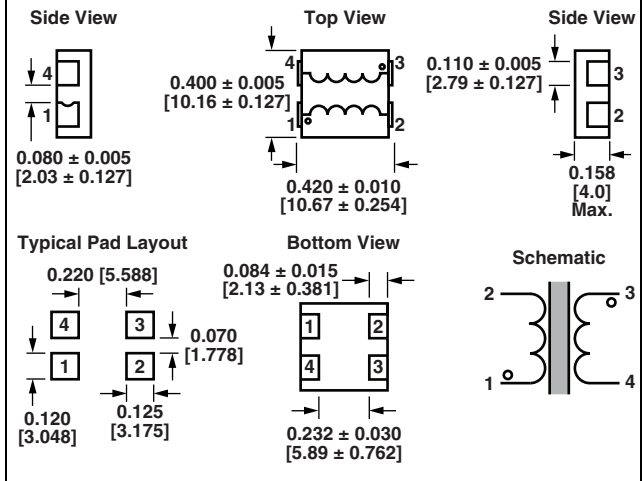 Side View
4
1
0.080 ± 0.005
[2.03 ± 0.127]
Top View
4
3
1
2
0.400 ± 0.005
[10.16 ± 0.127]
0.420 ± 0.010
[10.67 ± 0.254]
Side View
0.110 ± 0.005
[2.79 ± 0.127]
3
2
0.158
[4.0]
Max.
Typical Pad Layout
0.220 [5.588]
4
3
1
2
0.070
[1.778]
0.120
[3.048]
0.125
[3.175]
Bottom View
0.084 ± 0.015
[2.13 ± 0.381]
1
2
4
3
0.232 ± 0.030
[5.89 ± 0.762]
Schematic
2
3
1
4